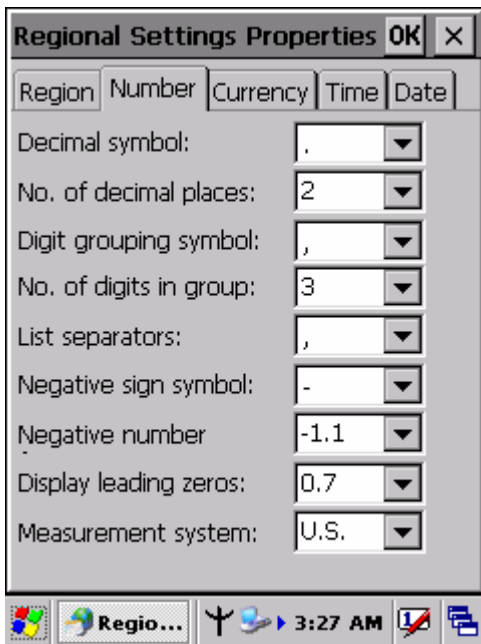 Regional Settings Properties OK ×
Region Number Currency Time Date
Decimal symbol: .
No. of decimal places: 2
Digit grouping symbol: ,
No. of digits in group: 3
List separators: ,
Negative sign symbol: -
Negative number -1.1
Display leading zeros: 0.7
Measurement system: U.S.
Regio... 3:27 AM